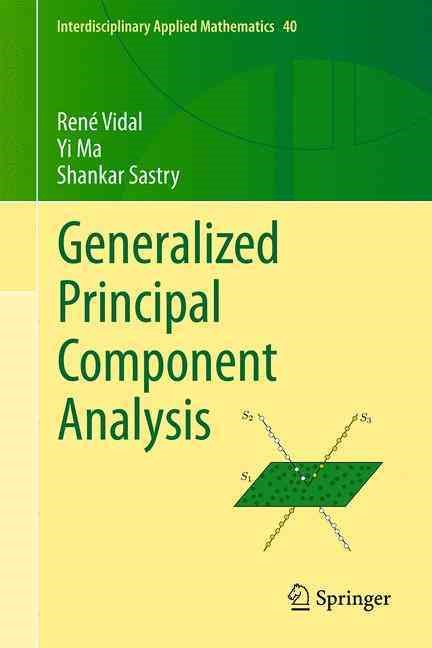 Interdisciplinary Applied Mathematics 40
René Vidal
Yi Ma
Shankar Sastry
Generalized
Principal
Component
Analysis
S2 S3
S1
Springer